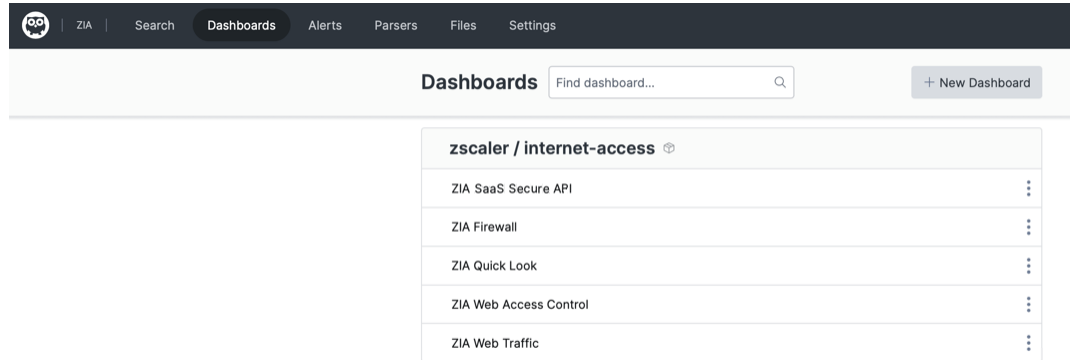 ZIA Search Dashboards Alerts Parsers Files Settings
Dashboards Find dashboard... + New Dashboard
zscaler / internet-access
ZIA SaaS Secure API
ZIA Firewall
ZIA Quick Look
ZIA Web Access Control
ZIA Web Traffic